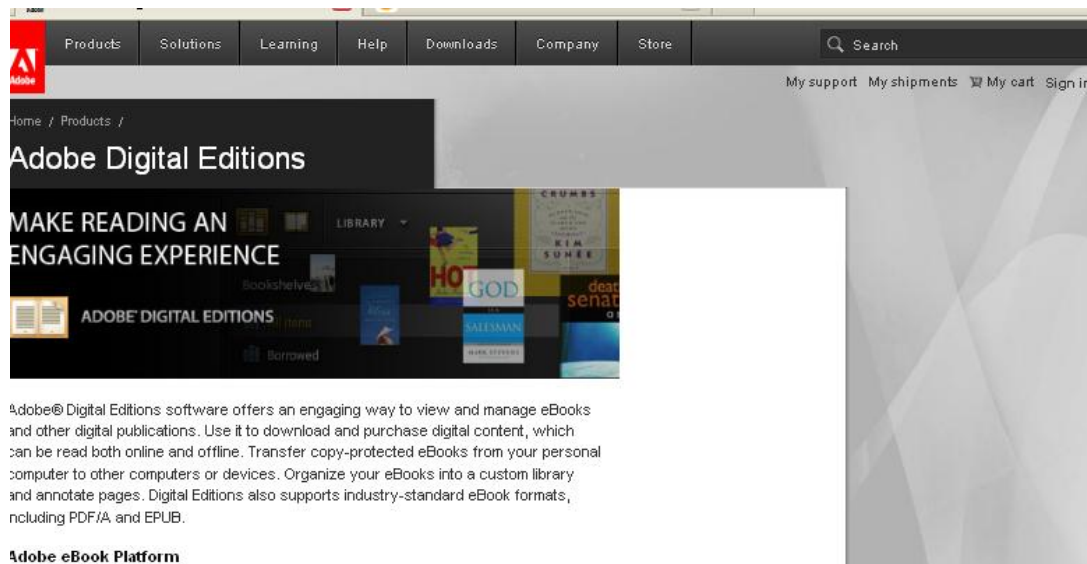 Products Solutions Learning Help Downloads Company Store Search
Adobe
My support My shipments My cart Sign in
Home / Products /
Adobe Digital Editions
MAKE READING AN
ENGAGING EXPERIENCE
ADOBE® DIGITAL EDITIONS
LIBRARY
Bookshelves
Borrowed
HOT
GOD
SALESMAN
MARK STEVENS
CRUMBS
KIM
SUNÉE
Adobe® Digital Editions software offers an engaging way to view and manage eBooks
and other digital publications. Use it to download and purchase digital content, which
can be read both online and offline. Transfer copy-protected eBooks from your personal
computer to other computers or devices. Organize your eBooks into a custom library
and annotate pages. Digital Editions also supports industry-standard eBook formats,
including PDF/A and EPUB.
Adobe eBook Platform